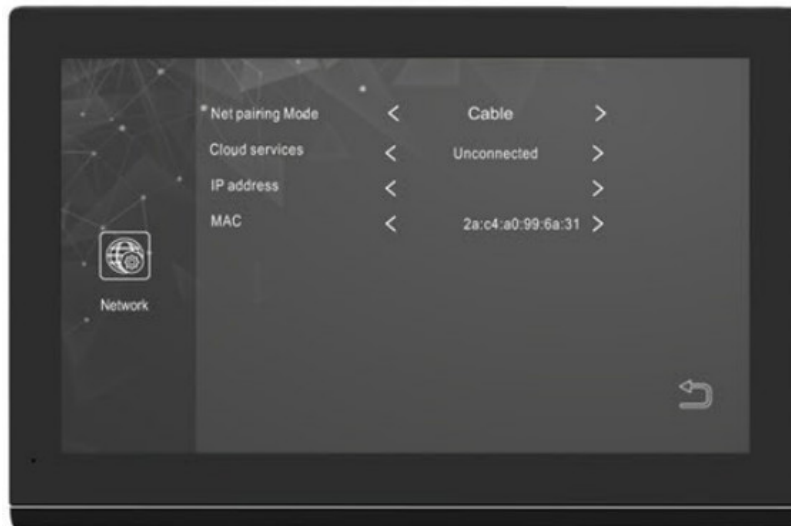 Net pairing Mode < Cable >
Cloud services < Unconnected >
IP address < >
MAC < 2a:c4:a0:99:6a:31 >
Network